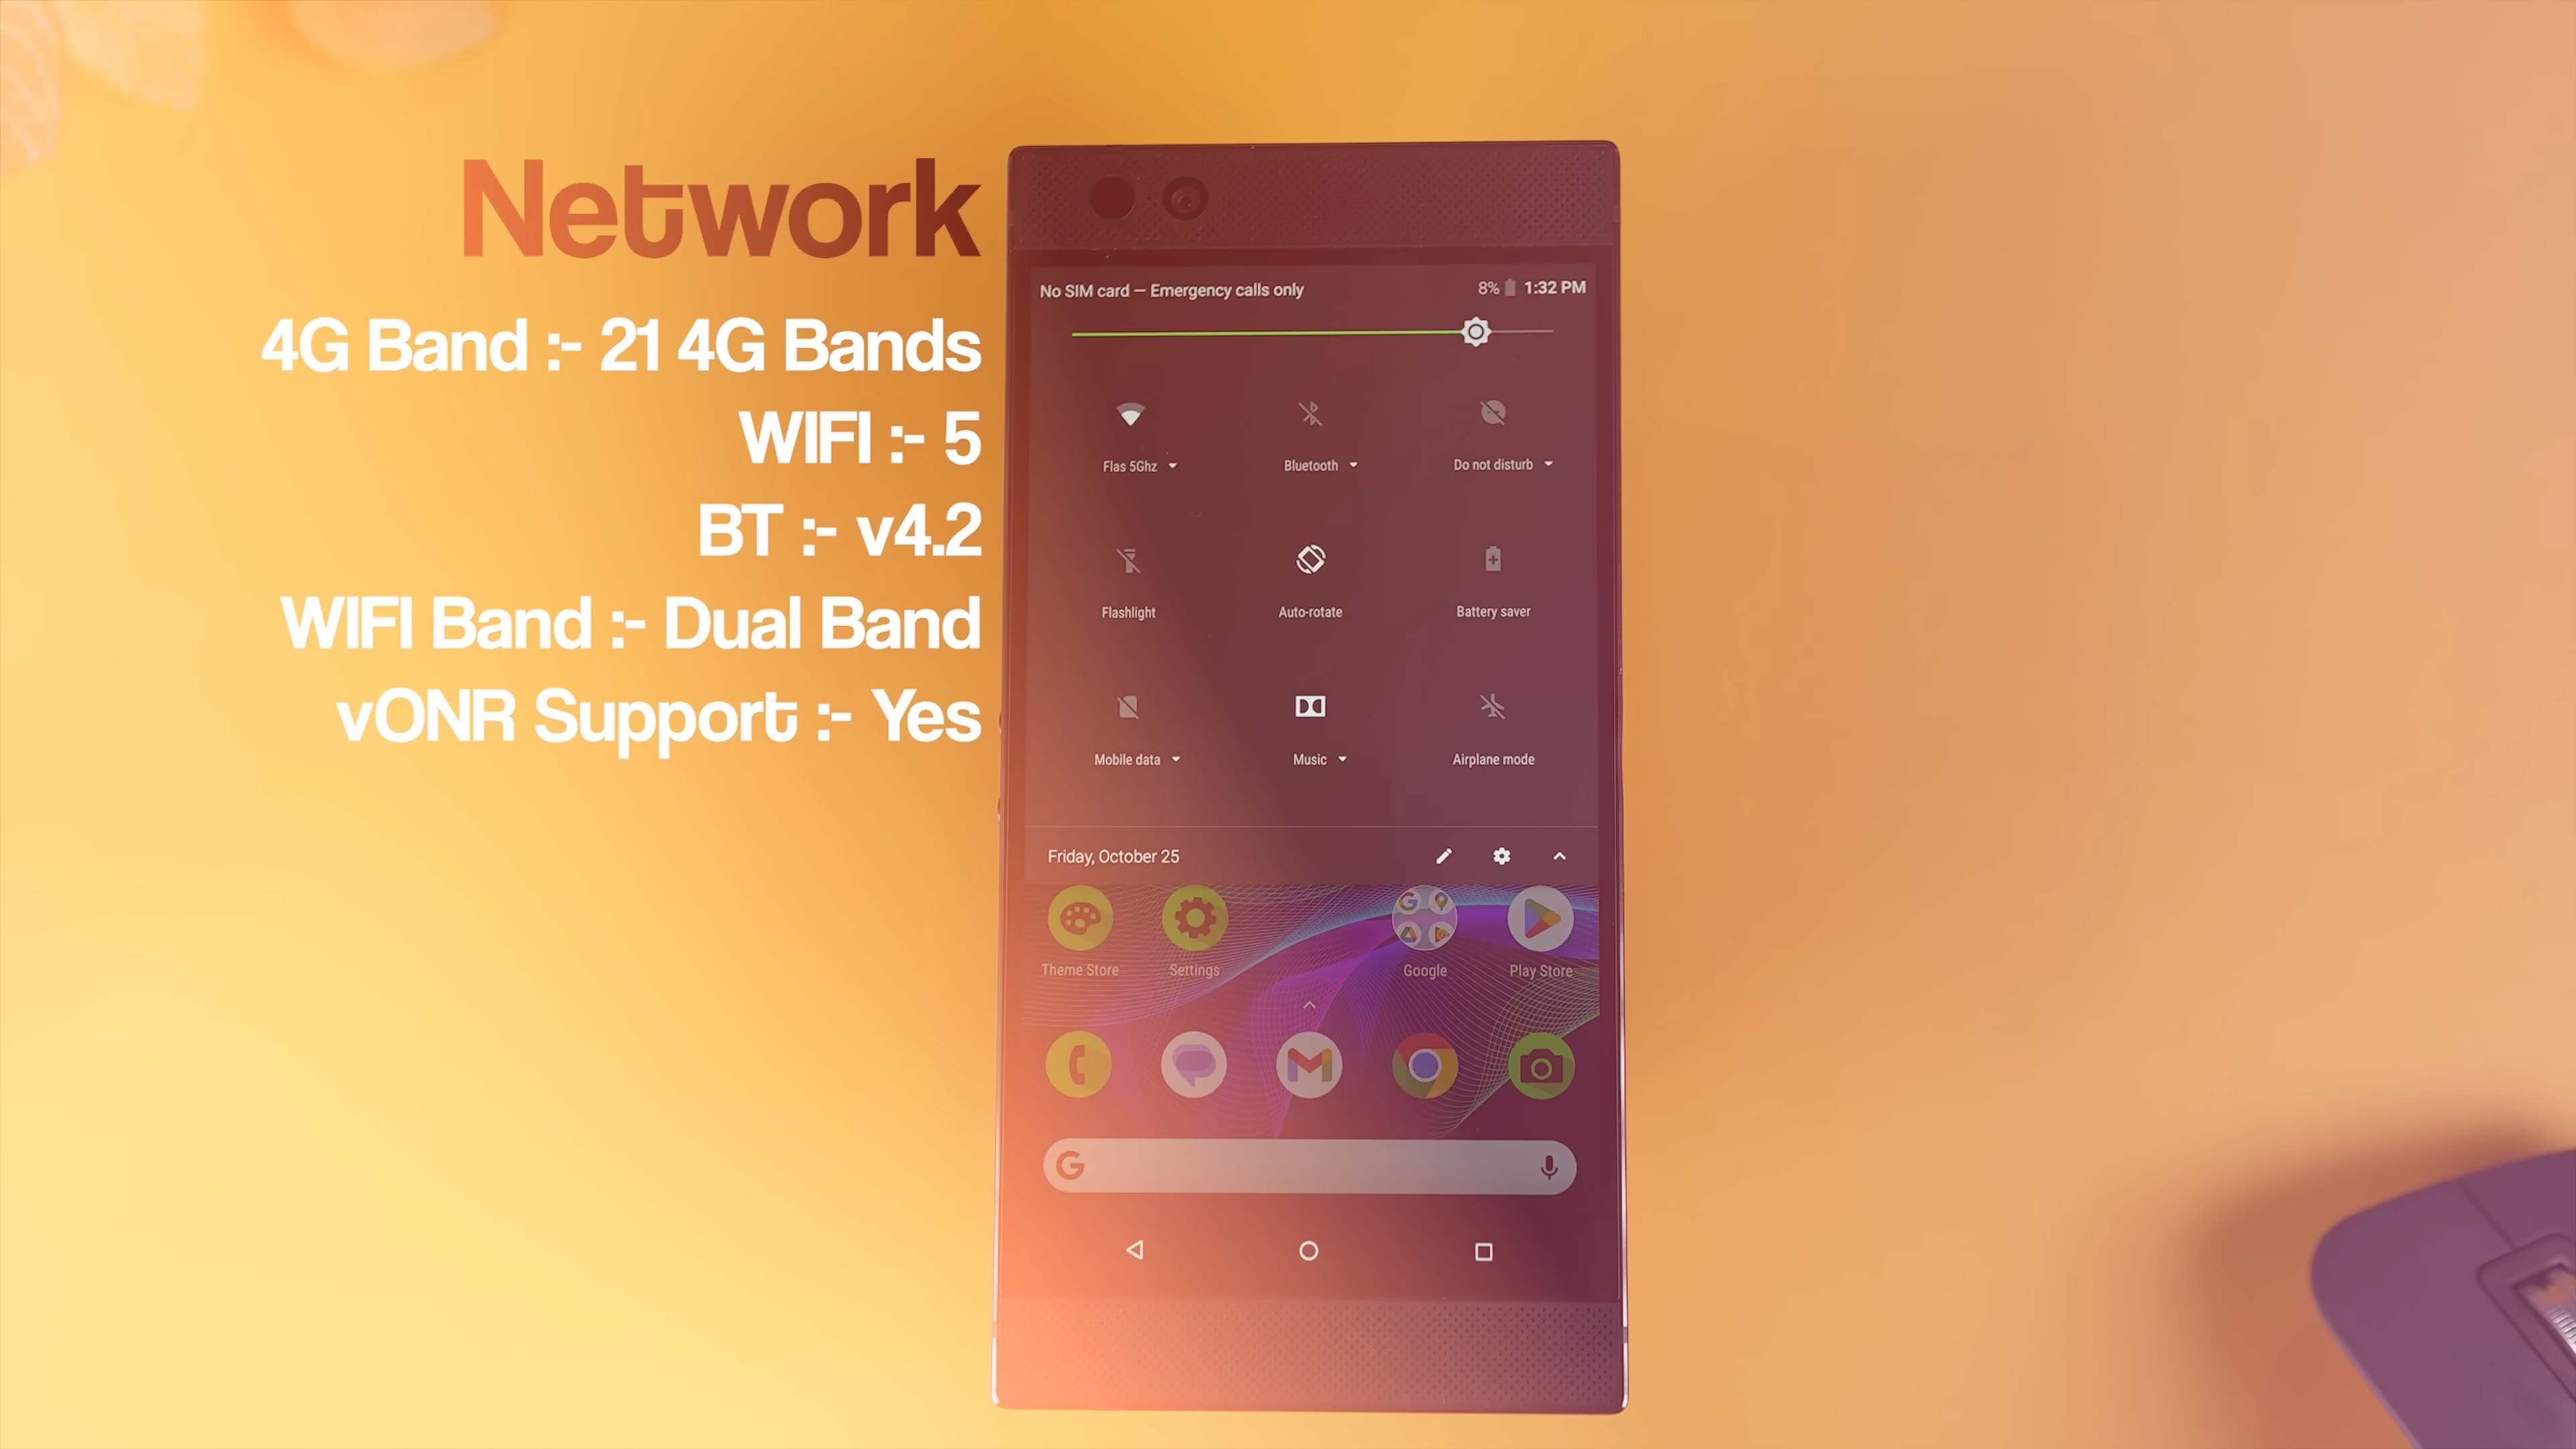 Network
4G Band :- 21 4G Bands
WIFI :- 5
BT :- v4.2
WIFI Band :- Dual Band
vONR Support :- Yes
No SIM card — Emergency calls only 8% 1:32 PM
Flas 5Ghz Bluetooth Do not disturb
Flashlight Auto-rotate Battery saver
Mobile data Music Airplane mode
Friday, October 25
Theme Store Settings Google Play Store